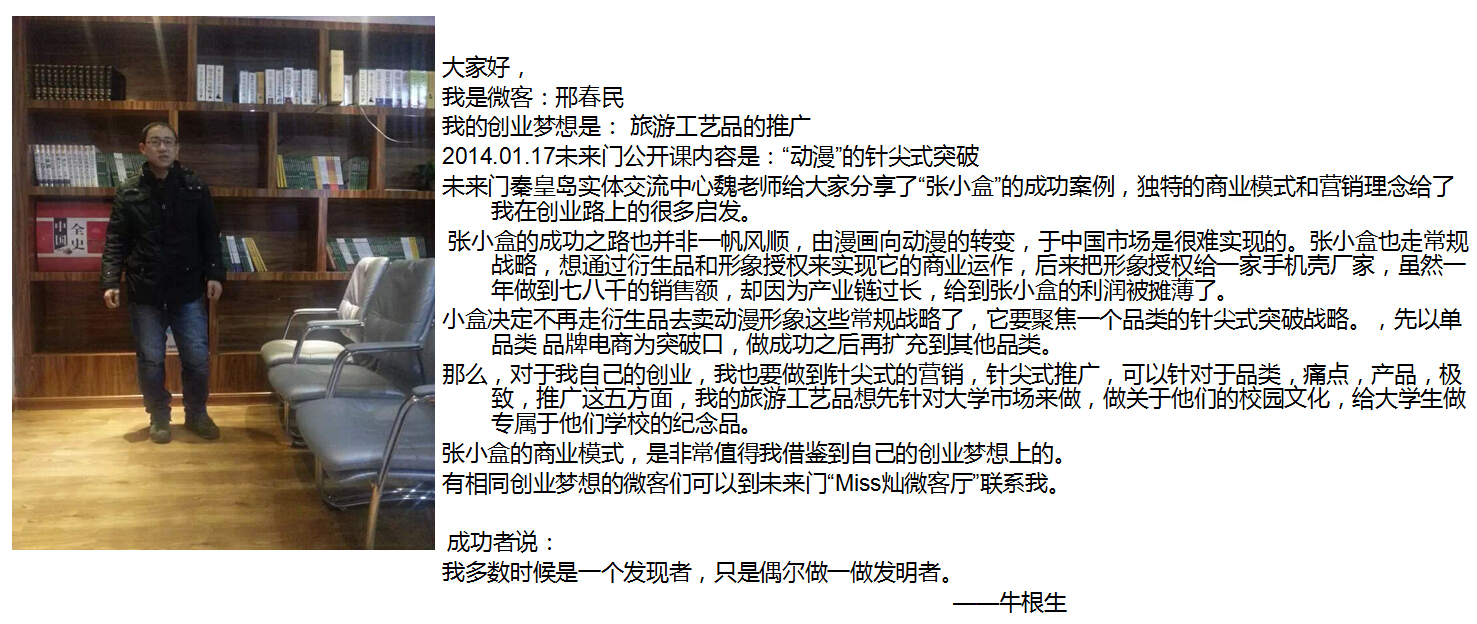 大家好，
我是微客：邢春民
我的创业梦想是： 旅游工艺品的推广
2014.01.17未来门公开课内容是：“动漫”的针尖式突破
未来门秦皇岛实体交流中心魏老师给大家分享了“张小盒”的成功案例，独特的商业模式和营销理念给了
我在创业路上的很多启发。
张小盒的成功之路也并非一帆风顺，由漫画向动漫的转变，于中国市场是很难实现的。张小盒也走常规
战略，想通过衍生品和形象授权来实现它的商业运作，后来把形象授权给一家手机壳厂家，虽然一
年做到七八千的销售额，却因为产业链过长，给到张小盒的利润被摊薄了。
小盒决定不再走衍生品去卖动漫形象这些常规战略了，它要聚焦一个品类的针尖式突破战略。，先以单
品类 品牌电商为突破口，做成功之后再扩充到其他品类。
那么，对于我自己的创业，我也要做到针尖式的营销，针尖式推广，可以针对于品类，痛点，产品，极
致，推广这五方面，我的旅游工艺品想先针对大学市场来做，做关于他们的校园文化，给大学生做
专属于他们学校的纪念品。
张小盒的商业模式，是非常值得我借鉴到自己的创业梦想上的。
有相同创业梦想的微客们可以到未来门“Miss灿微客厅”联系我。
成功者说：
我多数时候是一个发现者，只是偶尔做一做发明者。
——牛根生
中国
全史